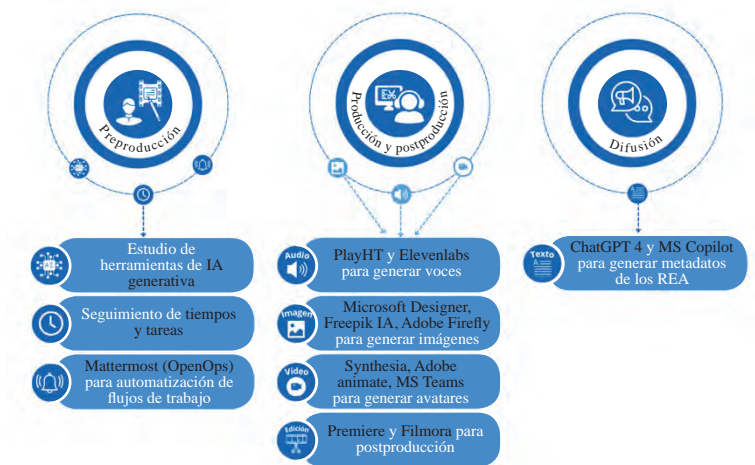 Preproducción
Estudio de
herramientas de IA
generativa
Seguimiento de tiempos
y tareas
Mattermost (OpenOps)
para automatización de
flujos de trabajo
Producción y postproducción
Audio
PlayHT y Elevenlabs
para generar voces
Imagen
Microsoft Designer,
Freepik IA, Adobe Firefly
para generar imágenes
Video
Synthesia, Adobe
animate, MS Teams
para generar avatares
Edición
Premiere y Filmora para
postproducción
Difusión
Texto
ChatGPT 4 y MS Copilot
para generar metadatos
de los REA